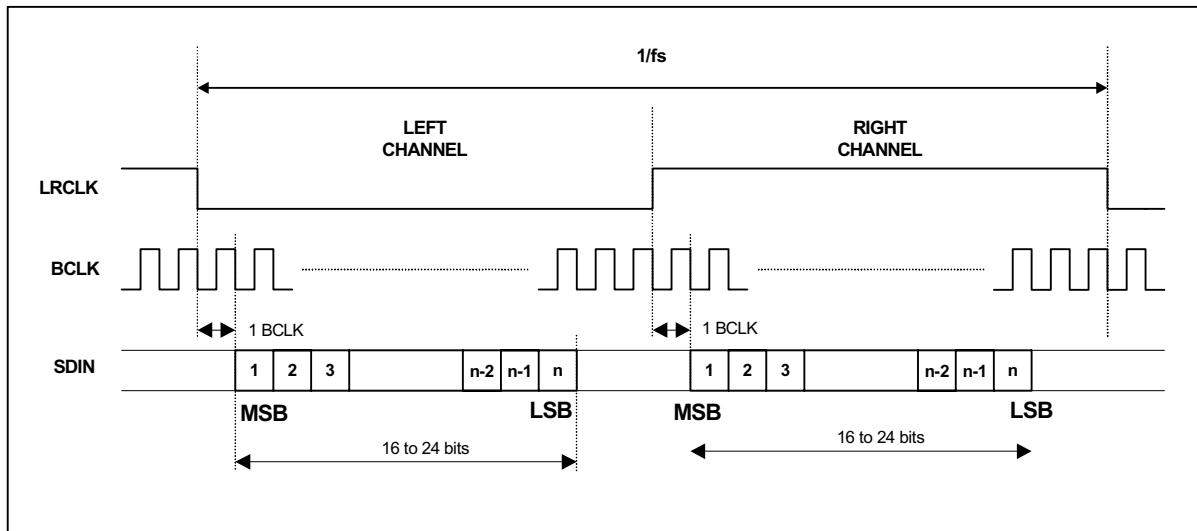 1/fs
LEFT
CHANNEL
RIGHT
CHANNEL
LRCLK
BCLK
1 BCLK
1 BCLK
SDIN
1 2 3 n-2 n-1 n
1 2 3 n-2 n-1 n
MSB LSB
MSB LSB
16 to 24 bits
16 to 24 bits